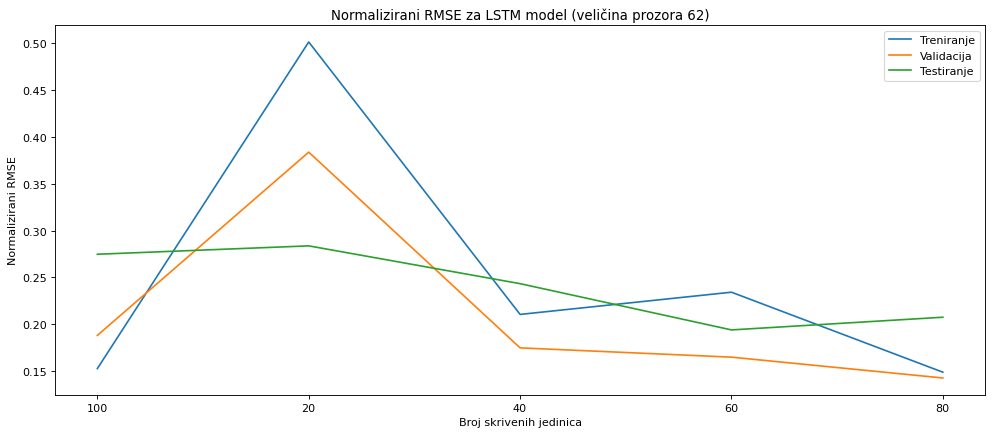 Normalizirani RMSE za LSTM model (veličina prozora 62)
Treniranje
Validacija
Testiranje
Normalizirani RMSE
0.50
0.45
0.40
0.35
0.30
0.25
0.20
0.15
100 20 40 60 80
Broj skrivenih jedinica